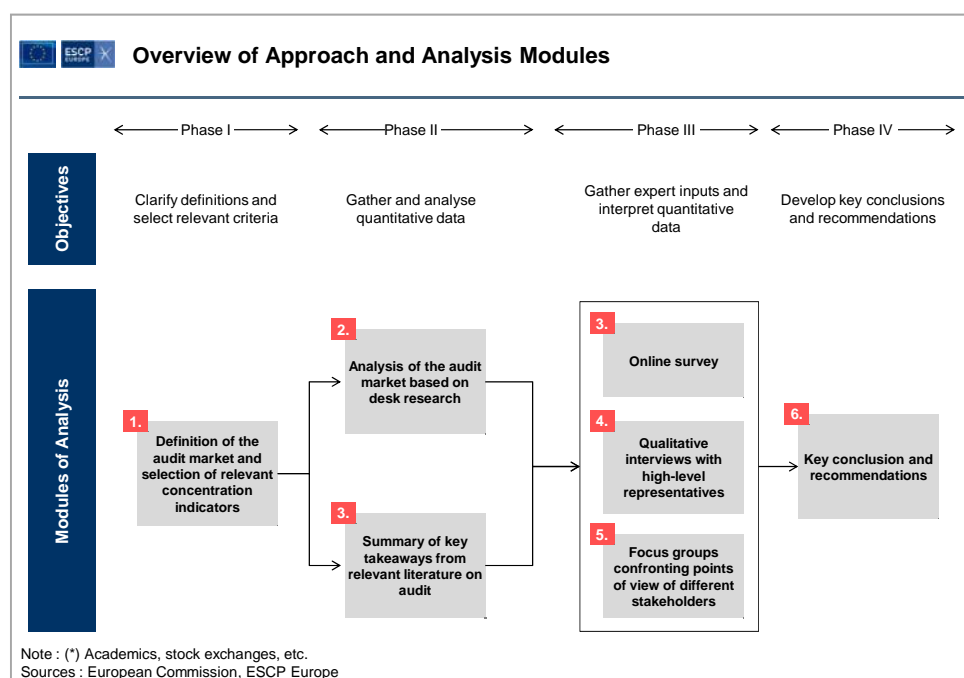 ESCP
EUROPE
Overview of Approach and Analysis Modules
Phase I
Phase II
Phase III
Phase IV
Objectives
Clarify definitions and
select relevant criteria
Gather and analyse
quantitative data
Gather expert inputs and
interpret quantitative
data
Develop key conclusions
and recommendations
Modules of Analysis
1.
Definition of the
audit market and
selection of relevant
concentration
indicators
2.
Analysis of the audit
market based on
desk research
3.
Summary of key
takeaways from
relevant literature on
audit
3.
Online survey
4.
Qualitative
interviews with
high-level
representatives
5.
Focus groups
confronting points
of view of different
stakeholders
6.
Key conclusion and
recommendations
Note : (*) Academics, stock exchanges, etc.
Sources : European Commission, ESCP Europe